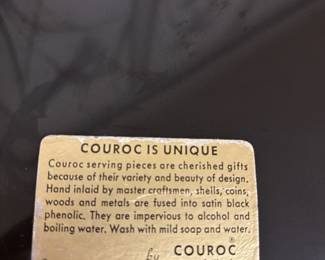 COUROC IS UNIQUE
Couroc serving pieces are cherished gifts
because of their variety and beauty of design.
Hand inlaid by master craftsmen, shells, coins,
woods and metals are fused into satin black
phenolic. They are impervious to alcohol and
boiling water. Wash with mild soap and water.
by COUROC®